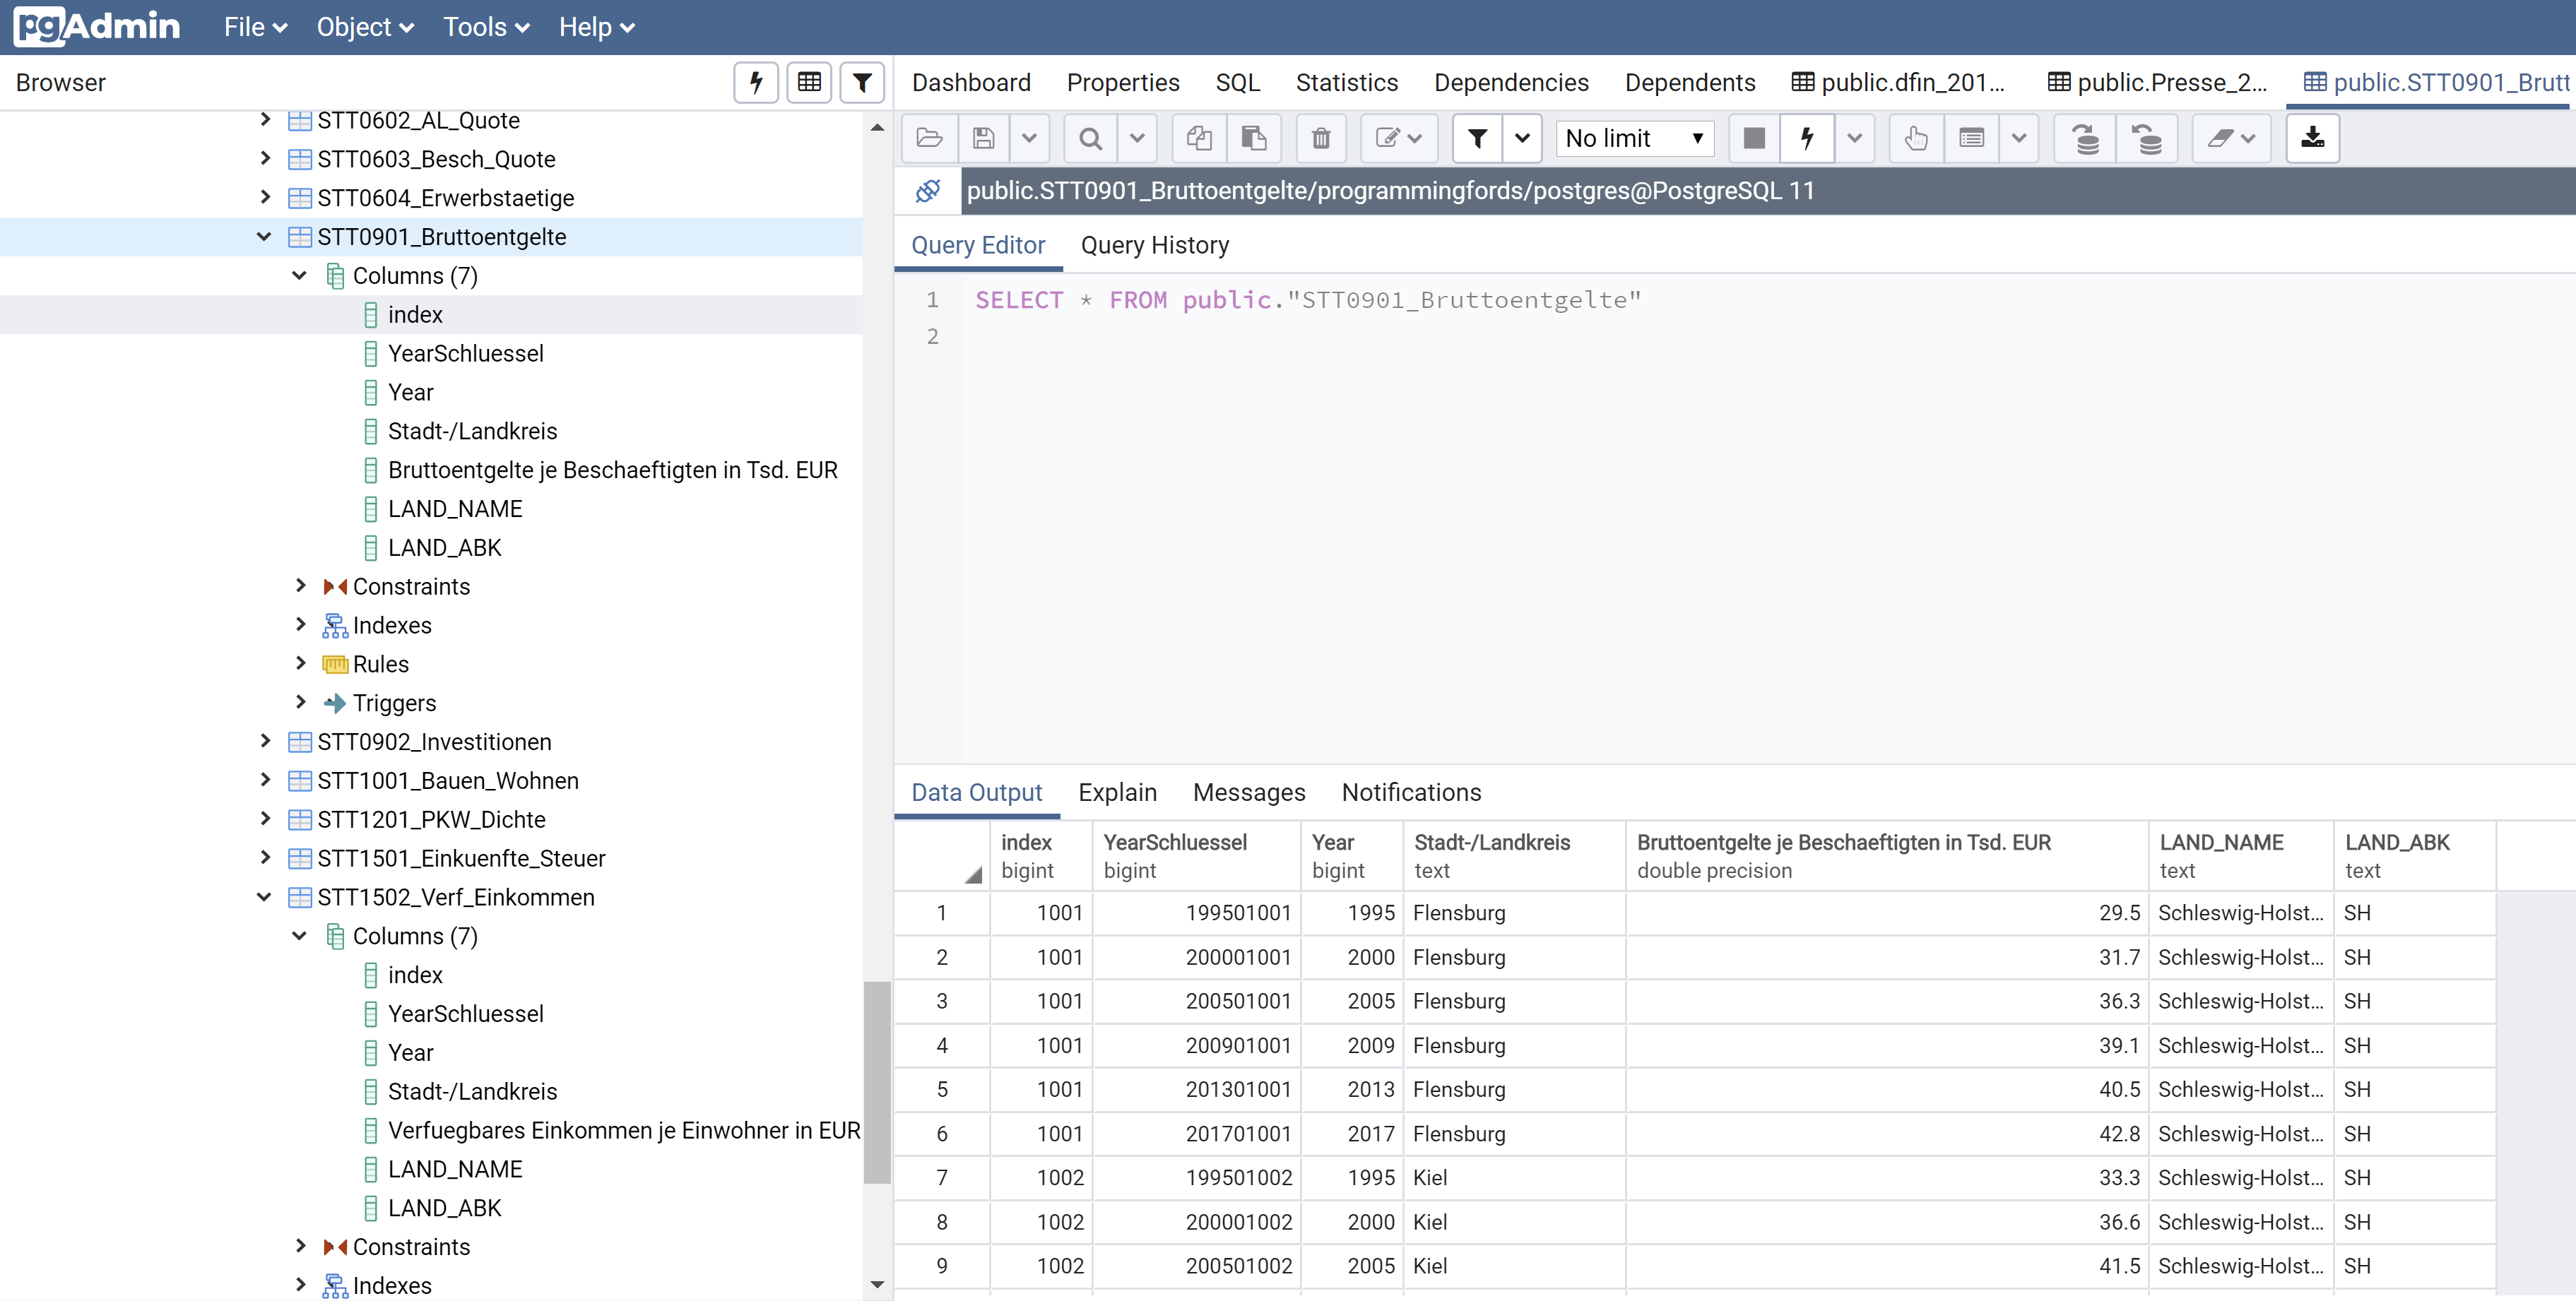 pgAdmin File Object Tools Help
Browser
Dashboard Properties SQL Statistics Dependencies Dependents public.dfin_201... public.Presse_2... public.STT0901_Brutt
STT0602_AL_Quote
STT0603_Besch_Quote
STT0604_Erwerbstaetige
STT0901_Bruttoentgelte
Columns (7)
index
YearSchluessel
Year
Stadt-/Landkreis
Bruttoentgelte je Beschaeftigten in Tsd. EUR
LAND_NAME
LAND_ABK
Constraints
Indexes
Rules
Triggers
STT0902_Investitionen
STT1001_Bauen_Wohnen
STT1201_PKW_Dichte
STT1501_Einkuenfte_Steuer
STT1502_Verf_Einkommen
Columns (7)
index
YearSchluessel
Year
Stadt-/Landkreis
Verfuegbares Einkommen je Einwohner in EUR
LAND_NAME
LAND_ABK
Constraints
Indexes
No limit
public.STT0901_Bruttoentgelte/programmingfords/postgres@PostgreSQL 11
Query Editor Query History
1 SELECT * FROM public."STT0901_Bruttoentgelte"
2
Data Output Explain Messages Notifications
index YearSchluessel Year Stadt-/Landkreis Bruttoentgelte je Beschaeftigten in Tsd. EUR LAND_NAME LAND_ABK
bigint bigint bigint text double precision text text
1 1001 199501001 1995 Flensburg 29.5 Schleswig-Holst... SH
2 1001 200001001 2000 Flensburg 31.7 Schleswig-Holst... SH
3 1001 200501001 2005 Flensburg 36.3 Schleswig-Holst... SH
4 1001 200901001 2009 Flensburg 39.1 Schleswig-Holst... SH
5 1001 201301001 2013 Flensburg 40.5 Schleswig-Holst... SH
6 1001 201701001 2017 Flensburg 42.8 Schleswig-Holst... SH
7 1002 199501002 1995 Kiel 33.3 Schleswig-Holst... SH
8 1002 200001002 2000 Kiel 36.6 Schleswig-Holst... SH
9 1002 200501002 2005 Kiel 41.5 Schleswig-Holst... SH